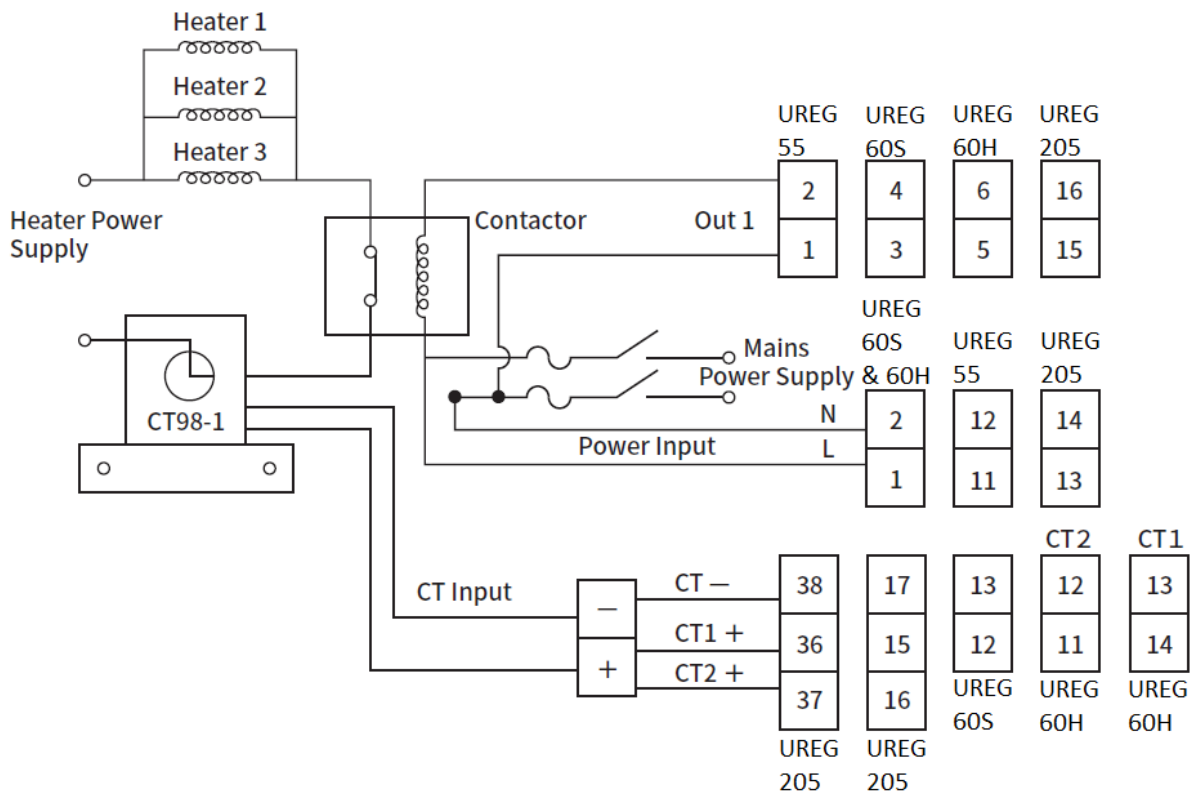 Heater 1
Heater 2
Heater 3
Heater Power
Supply
Contactor
Out 1
UREG
55
UREG
60S
UREG
60H
UREG
205
2
4
6
16
1
3
5
15
CT98-1
Mains
Power Supply
N
Power Input
L
UREG
60S
& 60H
UREG
55
UREG
205
2
12
14
1
11
13
CT Input
−
+
CT −
CT1 +
CT2 +
CT2
CT1
38
17
13
12
13
36
15
12
11
14
37
16
UREG
60S
UREG
60H
UREG
60H
UREG
205
UREG
205